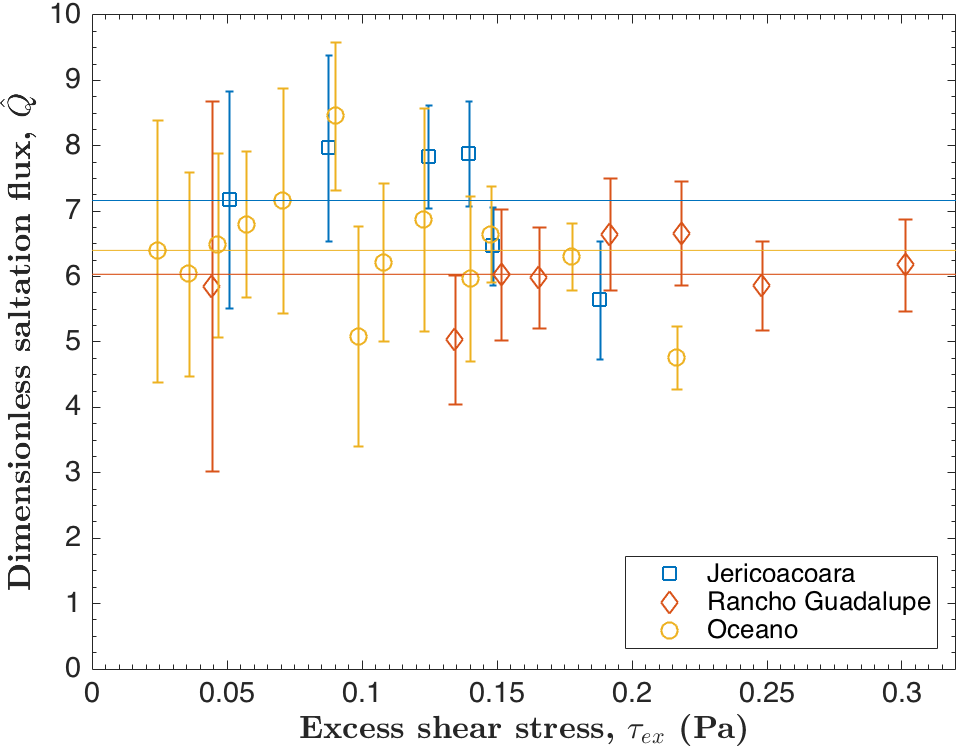 10
9
8
7
6
5
4
3
2
1
0
Dimensionless saltation flux, Q̂
0 0.05 0.1 0.15 0.2 0.25 0.3
Excess shear stress, τ_ex (Pa)
Jericoacoara
Rancho Guadalupe
Oceano